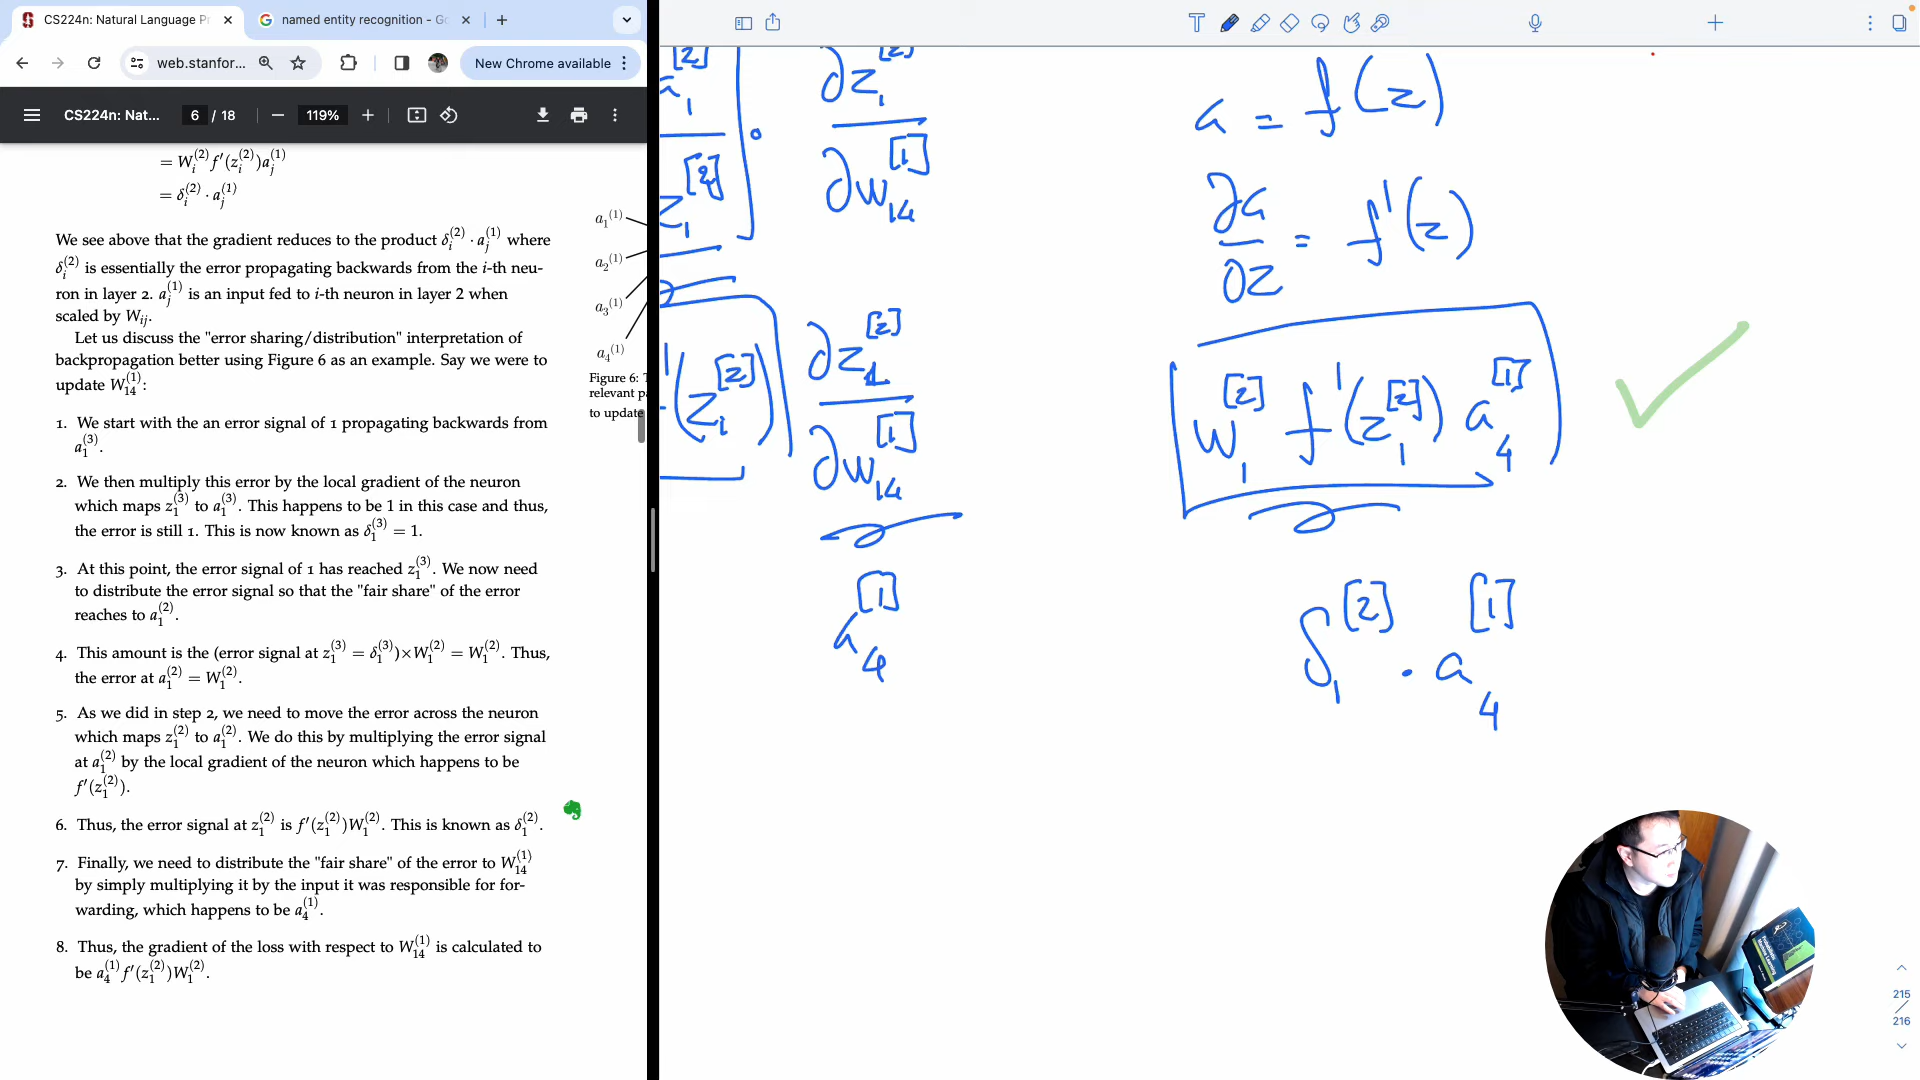 CS224n: Natural Language Pr
named entity recognition - Go
web.stanfor...
New Chrome available
CS224n: Nat...
6 / 18
119%
= W_i^{(2)} f'(z_i^{(2)}) a_j^{(1)}
= δ_i^{(2)} · a_j^{(1)}
We see above that the gradient reduces to the product δ_i^{(2)} · a_j^{(1)} where
δ_i^{(2)} is essentially the error propagating backwards from the i-th neu-
ron in layer 2. a_j^{(1)} is an input fed to i-th neuron in layer 2 when
scaled by W_{ij}.
Let us discuss the "error sharing/distribution" interpretation of
backpropagation better using Figure 6 as an example. Say we were to
update W_{14}^{(1)}:
1. We start with the an error signal of 1 propagating backwards from
a_1^{(3)}.
2. We then multiply this error by the local gradient of the neuron
which maps z_1^{(3)} to a_1^{(3)}. This happens to be 1 in this case and thus,
the error is still 1. This is now known as δ_1^{(3)} = 1.
3. At this point, the error signal of 1 has reached z_1^{(3)}. We now need
to distribute the error signal so that the "fair share" of the error
reaches to a_1^{(2)}.
4. This amount is the (error signal at z_1^{(3)} = δ_1^{(3)})×W_1^{(2)} = W_1^{(2)}. Thus,
the error at a_1^{(2)} = W_1^{(2)}.
5. As we did in step 2, we need to move the error across the neuron
which maps z_1^{(2)} to a_1^{(2)}. We do this by multiplying the error signal
at a_1^{(2)} by the local gradient of the neuron which happens to be
f'(z_1^{(2)}).
6. Thus, the error signal at z_1^{(2)} is f'(z_1^{(2)})W_1^{(2)}. This is known as δ_1^{(2)}.
7. Finally, we need to distribute the "fair share" of the error to W_{14}^{(1)}
by simply multiplying it by the input it was responsible for for-
warding, which happens to be a_4^{(1)}.
8. Thus, the gradient of the loss with respect to W_{14}^{(1)} is calculated to
be a_4^{(1)} f'(z_1^{(2)})W_1^{(2)}.
a_1^{(1)}
a_2^{(1)}
a_3^{(1)}
a_4^{(1)}
Figure 6: T
relevant p
to update
∂z_1^{[2]}
∂w_{14}^{[1]}
∂z_1^{[2]}
∂w_{14}^{[1]}
a_4^{[1]}
a = f(z)
∂a
∂z
= f'(z)
W_1^{[2]} f'(z_1^{[2]}) a_4^{[1]}
δ_1^{[2]} · a_4^{[1]}
215
216